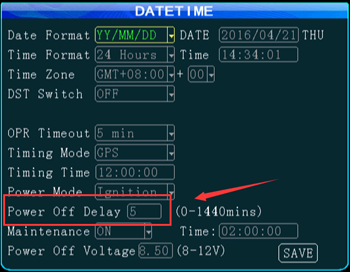 DATETIME
Date Format YY/MM/DD DATE 2016/04/21 THU
Time Format 24 Hours Time 14:34:01
Time Zone GMT+08:00 + 00
DST Switch OFF
OPR Timeout 5 min
Timing Mode GPS
Timing Time 12:00:00
Power Mode Ignition
Power Off Delay 5 (0-1440mins)
Maintenance ON Time: 02:00:00
Power Off Voltage 8.50 (8-12V) SAVE